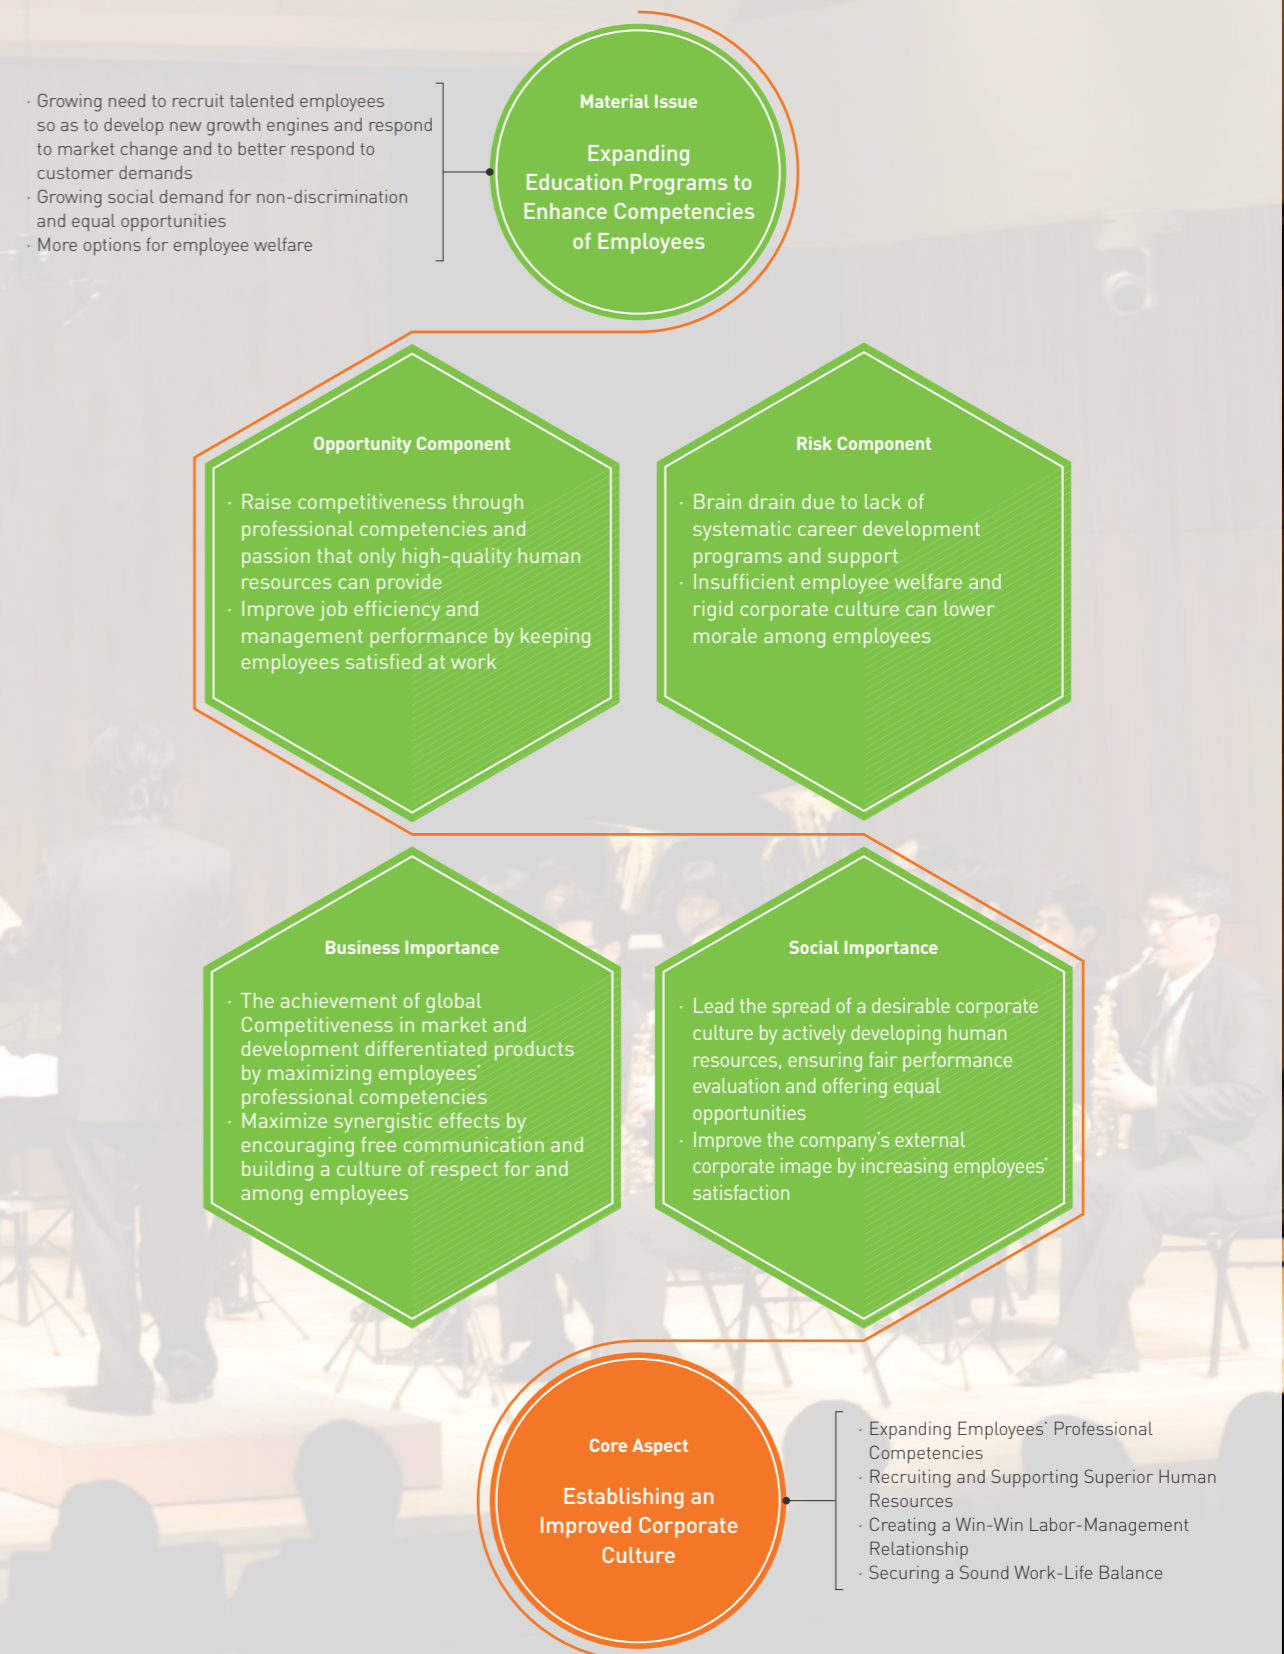 · Growing need to recruit talented employees
so as to develop new growth engines and respond
to market change and to better respond to
customer demands
· Growing social demand for non-discrimination
and equal opportunities
· More options for employee welfare
Material Issue
Expanding
Education Programs to
Enhance Competencies
of Employees
Opportunity Component
· Raise competitiveness through
professional competencies and
passion that only high-quality human
resources can provide
· Improve job efficiency and
management performance by keeping
employees satisfied at work
Risk Component
· Brain drain due to lack of
systematic career development
programs and support
· Insufficient employee welfare and
rigid corporate culture can lower
morale among employees
Business Importance
· The achievement of global
Competitiveness in market and
development differentiated products
by maximizing employees'
professional competencies
· Maximize synergistic effects by
encouraging free communication and
building a culture of respect for and
among employees
Social Importance
· Lead the spread of a desirable corporate
culture by actively developing human
resources, ensuring fair performance
evaluation and offering equal
opportunities
· Improve the company's external
corporate image by increasing employees'
satisfaction
Core Aspect
Establishing an
Improved Corporate
Culture
· Expanding Employees' Professional
Competencies
· Recruiting and Supporting Superior Human
Resources
· Creating a Win-Win Labor-Management
Relationship
· Securing a Sound Work-Life Balance